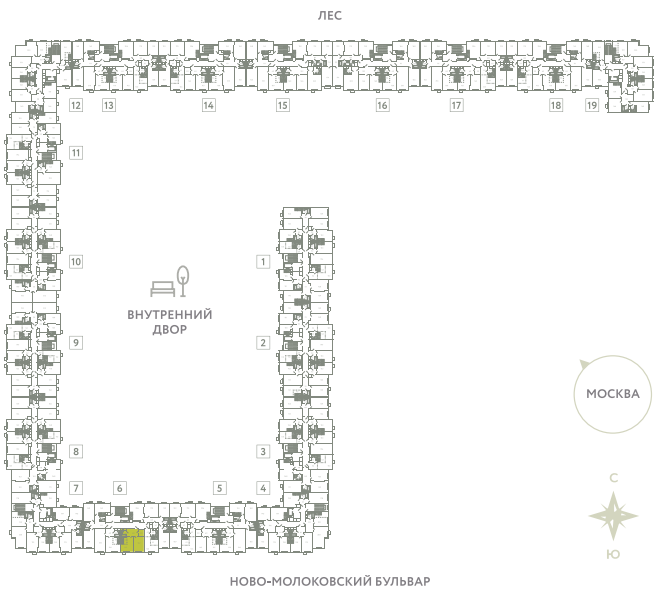 ЛЕС
12 13 14 15 16 17 18 19
11
10 1
ВНУТРЕННИЙ
ДВОР
9 2
МОСКВА
8 3
7 6 5 4
С
Ю
НОВО-МОЛОКОВСКИЙ БУЛЬВАР